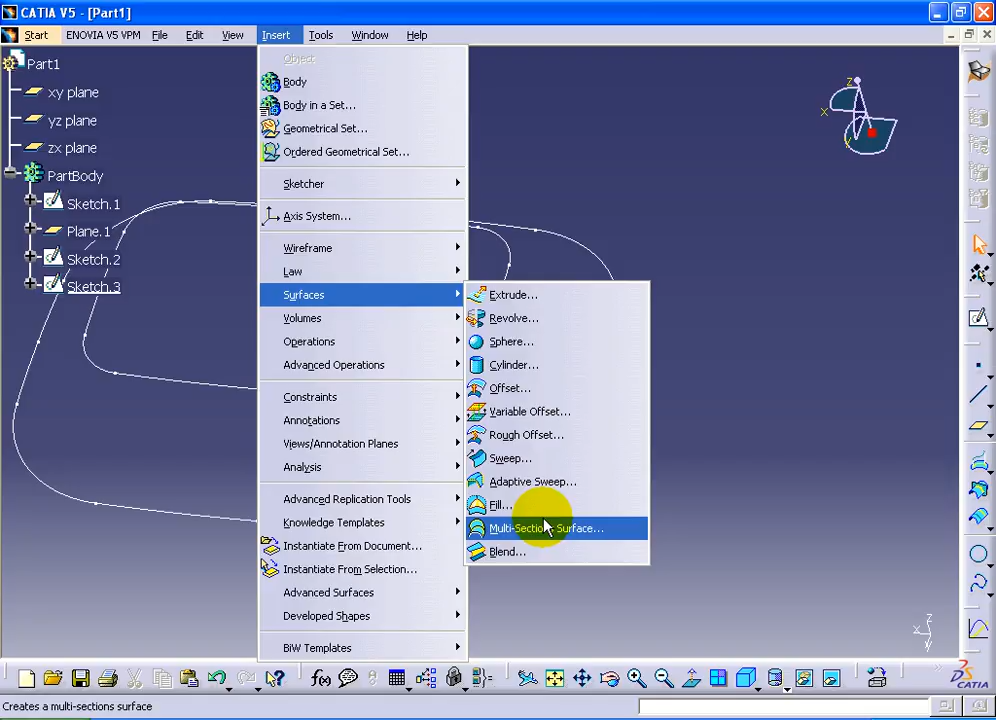 CATIA V5 - [Part1]
Start ENOVIA V5 VPM File Edit View Insert Tools Window Help
Part1
xy plane
yz plane
zx plane
PartBody
Sketch.1
Plane.1
Sketch.2
Sketch.3
Object
Body
Body in a Set...
Geometrical Set...
Ordered Geometrical Set...
Sketcher
Axis System...
Wireframe
Law
Surfaces
Volumes
Operations
Advanced Operations
Constraints
Annotations
Views/Annotation Planes
Analysis
Advanced Replication Tools
Knowledge Templates
Instantiate From Document...
Instantiate From Selection...
Advanced Surfaces
Developed Shapes
BiW Templates
Extrude...
Revolve...
Sphere...
Cylinder...
Offset...
Variable Offset...
Rough Offset...
Sweep...
Adaptive Sweep...
Fill...
Multi-Sections Surface...
Blend...
z
x
y
z
x
y
f(x)
CATIA
Creates a multi-sections surface